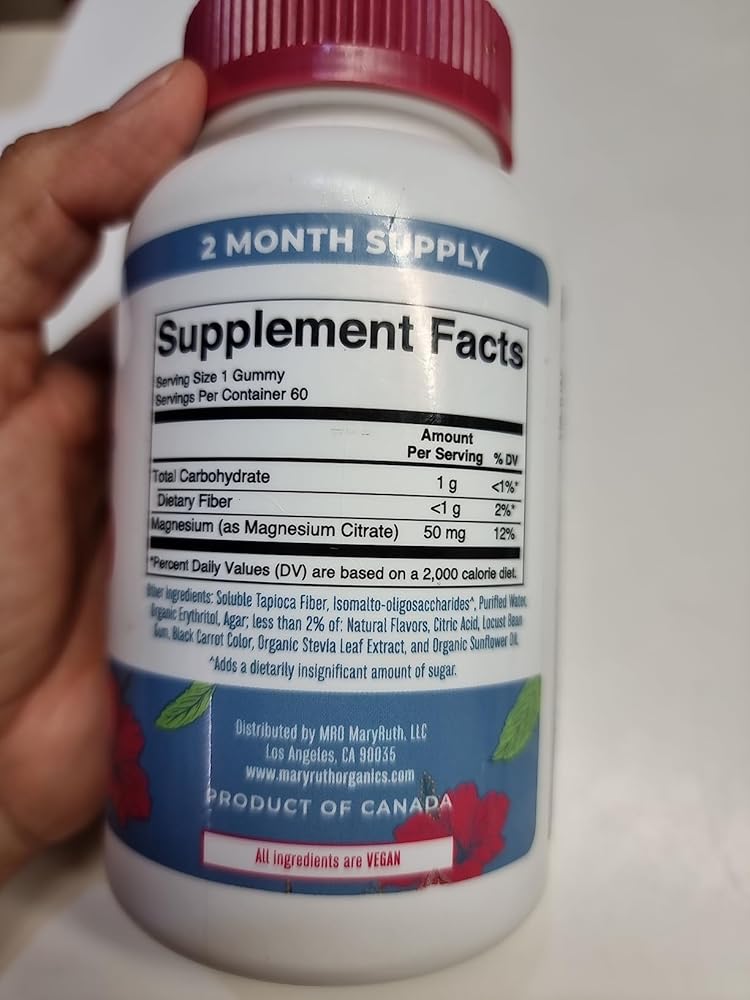 2 MONTH SUPPLY
Supplement Facts
Serving Size 1 Gummy
Servings Per Container 60
Amount
Per Serving % DV
Total Carbohydrate 1 g <1%*
Dietary Fiber <1 g 2%*
Magnesium (as Magnesium Citrate) 50 mg 12%
*Percent Daily Values (DV) are based on a 2,000 calorie diet.
Other ingredients: Soluble Tapioca Fiber, Isomalto-oligosaccharides^, Purified Water,
Organic Erythritol, Agar; less than 2% of: Natural Flavors, Citric Acid, Locust Bean
Gum, Black Carrot Color, Organic Stevia Leaf Extract, and Organic Sunflower Oil.
^Adds a dietarily insignificant amount of sugar.
Distributed by MRO MaryRuth, LLC
Los Angeles, CA 90035
www.maryruthorganics.com
PRODUCT OF CANADA
All ingredients are VEGAN